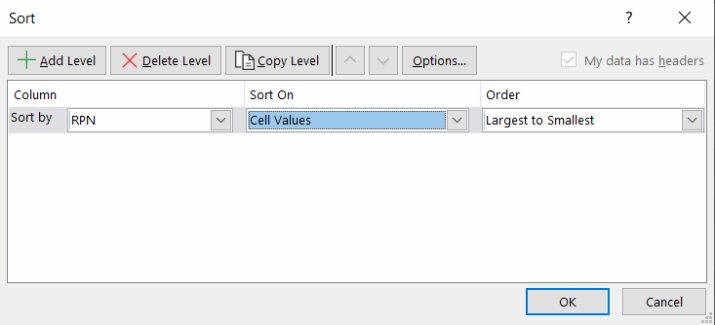 Sort
?
Add Level Delete Level Copy Level Options... My data has headers
Column Sort On Order
Sort by RPN Cell Values Largest to Smallest
OK Cancel